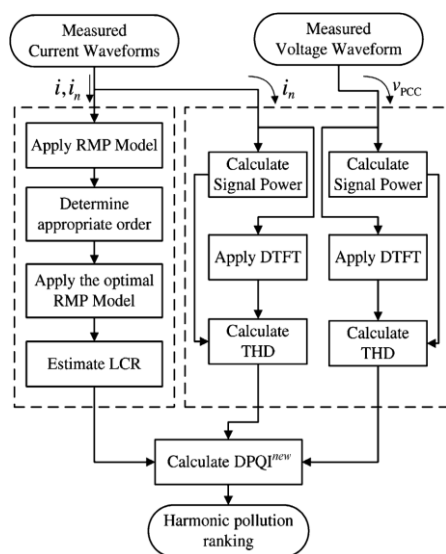 Measured
Current Waveforms
Measured
Voltage Waveform
i, i_n
i_n
v_PCC
Apply RMP Model
Determine
appropriate order
Apply the optimal
RMP Model
Estimate LCR
Calculate
Signal Power
Apply DTFT
Calculate
THD
Calculate
Signal Power
Apply DTFT
Calculate
THD
Calculate DPQI^new
Harmonic pollution
ranking